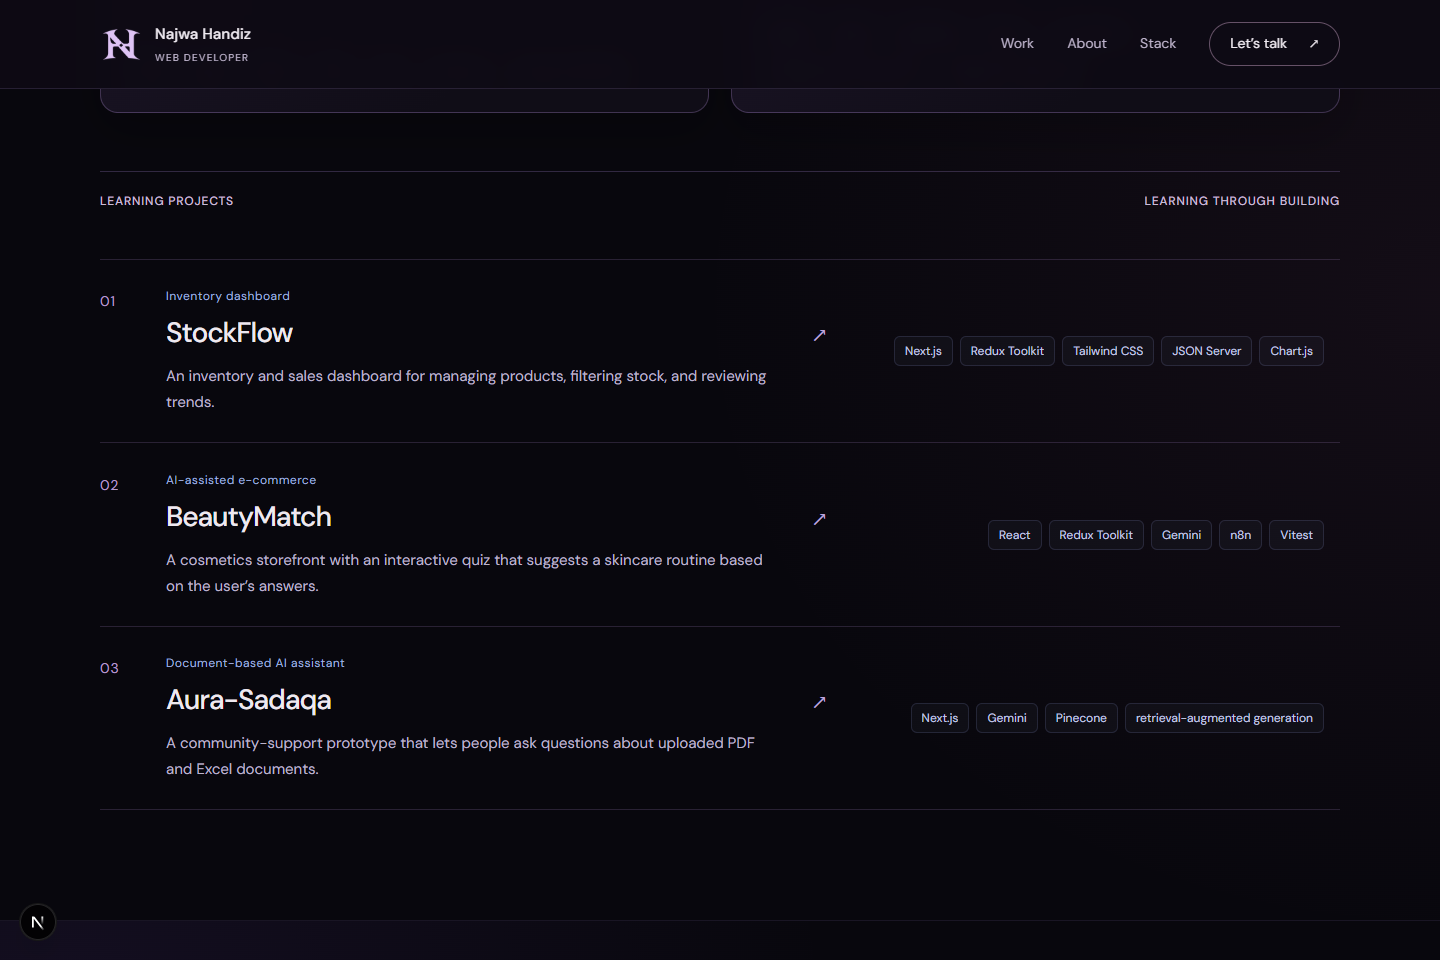 N
Najwa Handiz
WEB DEVELOPER
Work
About
Stack
Let's talk ↗
LEARNING PROJECTS
LEARNING THROUGH BUILDING
01
Inventory dashboard
StockFlow
↗
An inventory and sales dashboard for managing products, filtering stock, and reviewing
trends.
Next.js
Redux Toolkit
Tailwind CSS
JSON Server
Chart.js
02
AI-assisted e-commerce
BeautyMatch
↗
A cosmetics storefront with an interactive quiz that suggests a skincare routine based
on the user’s answers.
React
Redux Toolkit
Gemini
n8n
Vitest
03
Document-based AI assistant
Aura-Sadaqa
↗
A community-support prototype that lets people ask questions about uploaded PDF
and Excel documents.
Next.js
Gemini
Pinecone
retrieval-augmented generation
N